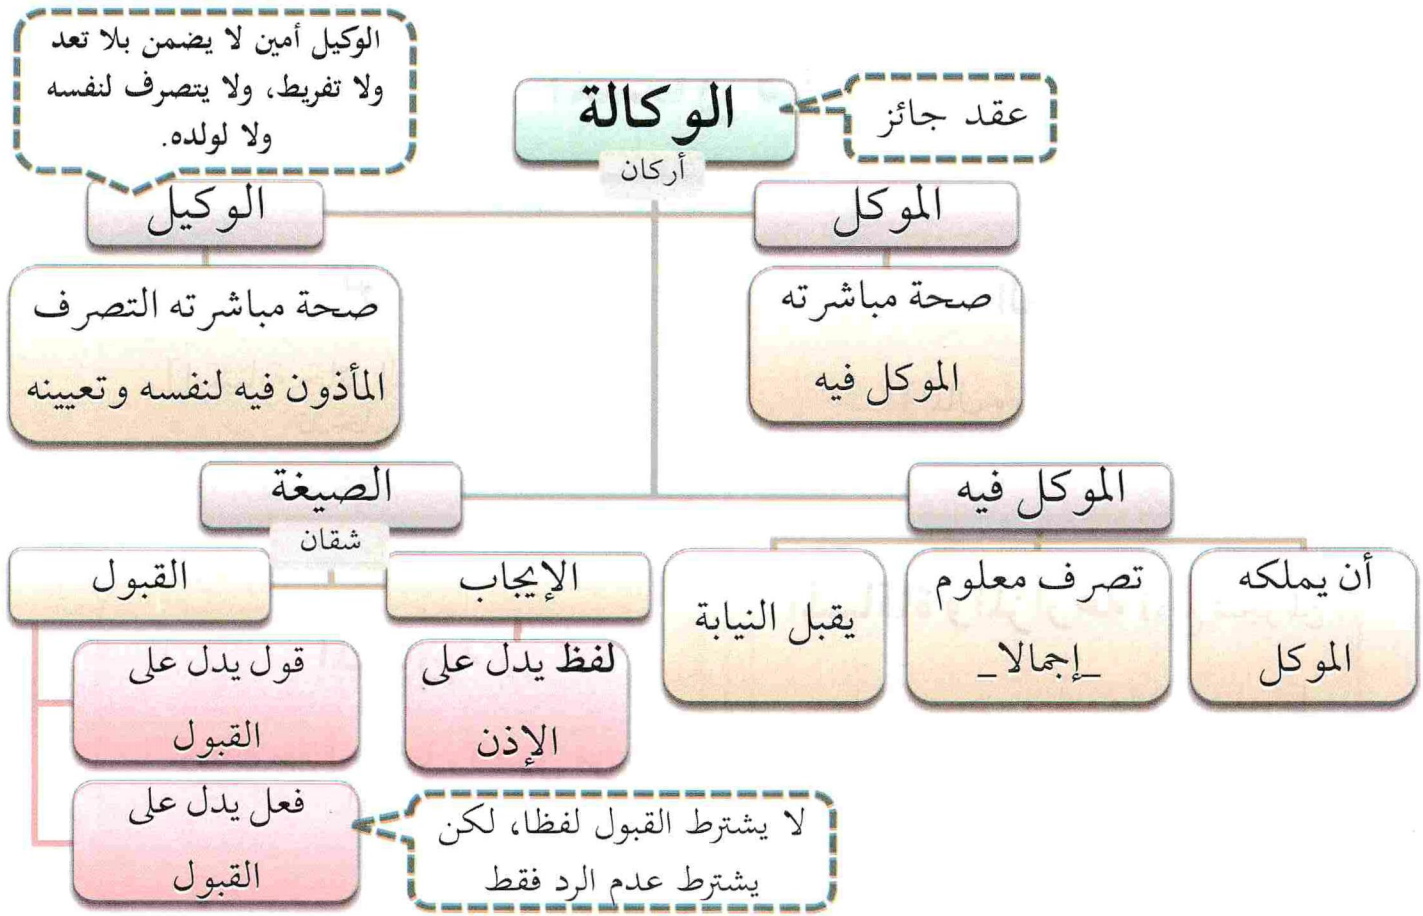 الوكالة
عقد جائز
أركان
الموكل
صحة مباشرته
الموكل فيه
الوكيل أمين لا يضمن بلا تعد
ولا تفريط، ولا يتصرف لنفسه
ولا لولده.
الوكيل
صحة مباشرته التصرف
المأذون فيه لنفسه وتعيينه
الموكل فيه
أن يملكه
الموكل
تصرف معلوم
_إجمالا_
يقبل النيابة
الصيغة
شقان
الإيجاب
لفظ يدل على
الإذن
القبول
قول يدل على
القبول
فعل يدل على
القبول
لا يشترط القبول لفظا، لكن
يشترط عدم الرد فقط